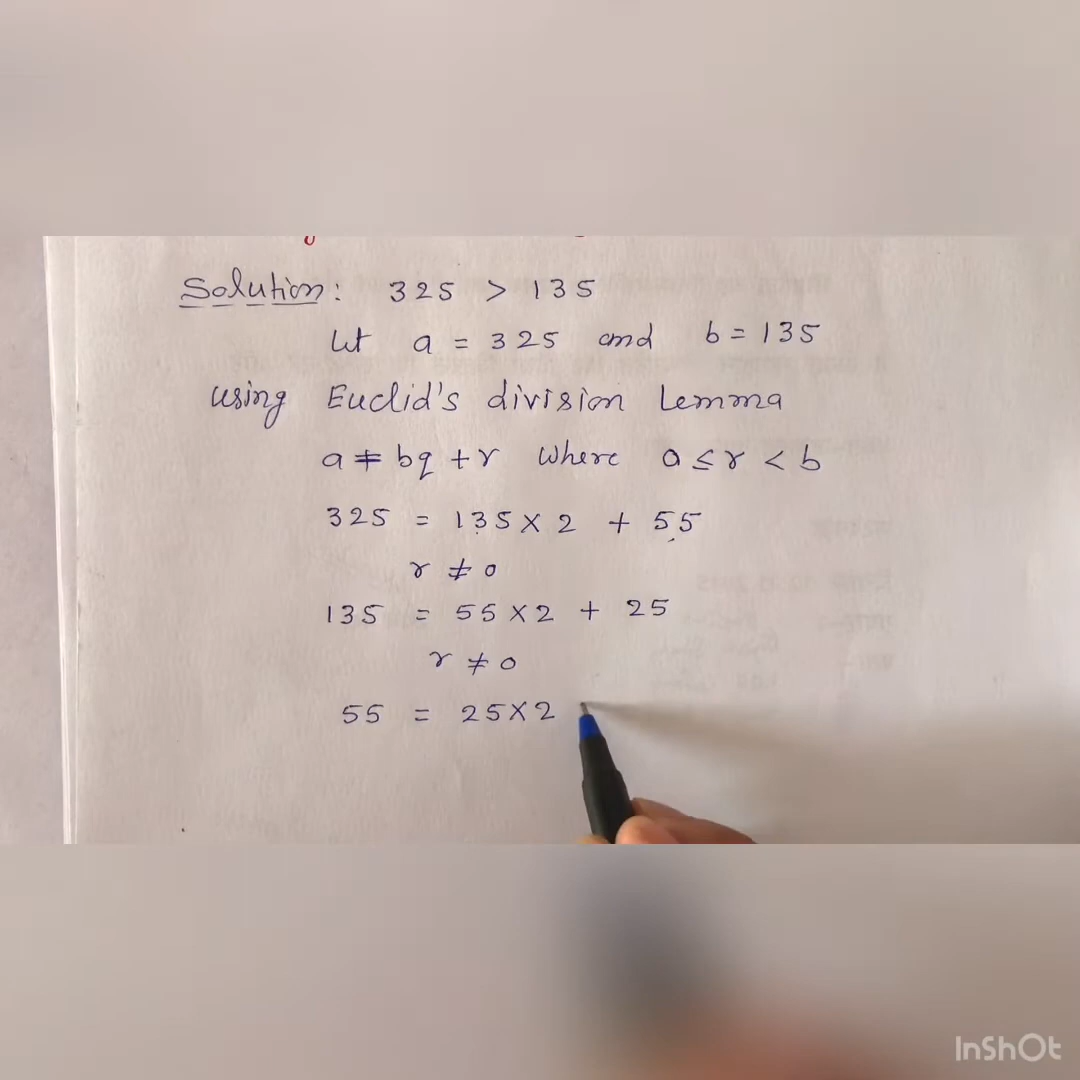 Solution: 325 > 135
Let a = 325 and b = 135
using Euclid's division Lemma
a ≠ bq + r where 0 ≤ r < b
325 = 135 × 2 + 55
r ≠ 0
135 = 55 × 2 + 25
r ≠ 0
55 = 25 × 2
InShOt